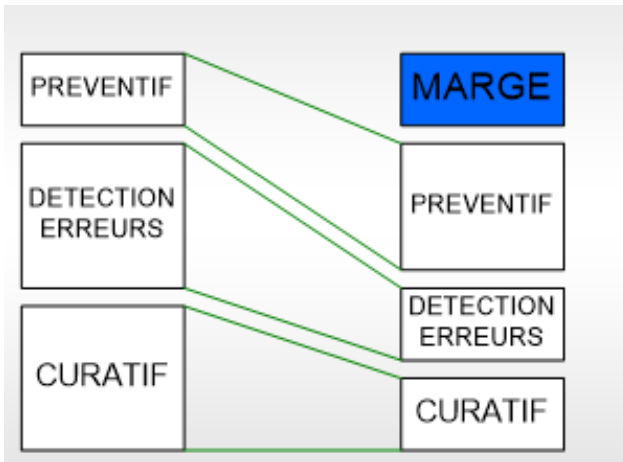 PREVENTIF
DETECTION
ERREURS
CURATIF
MARGE
PREVENTIF
DETECTION
ERREURS
CURATIF